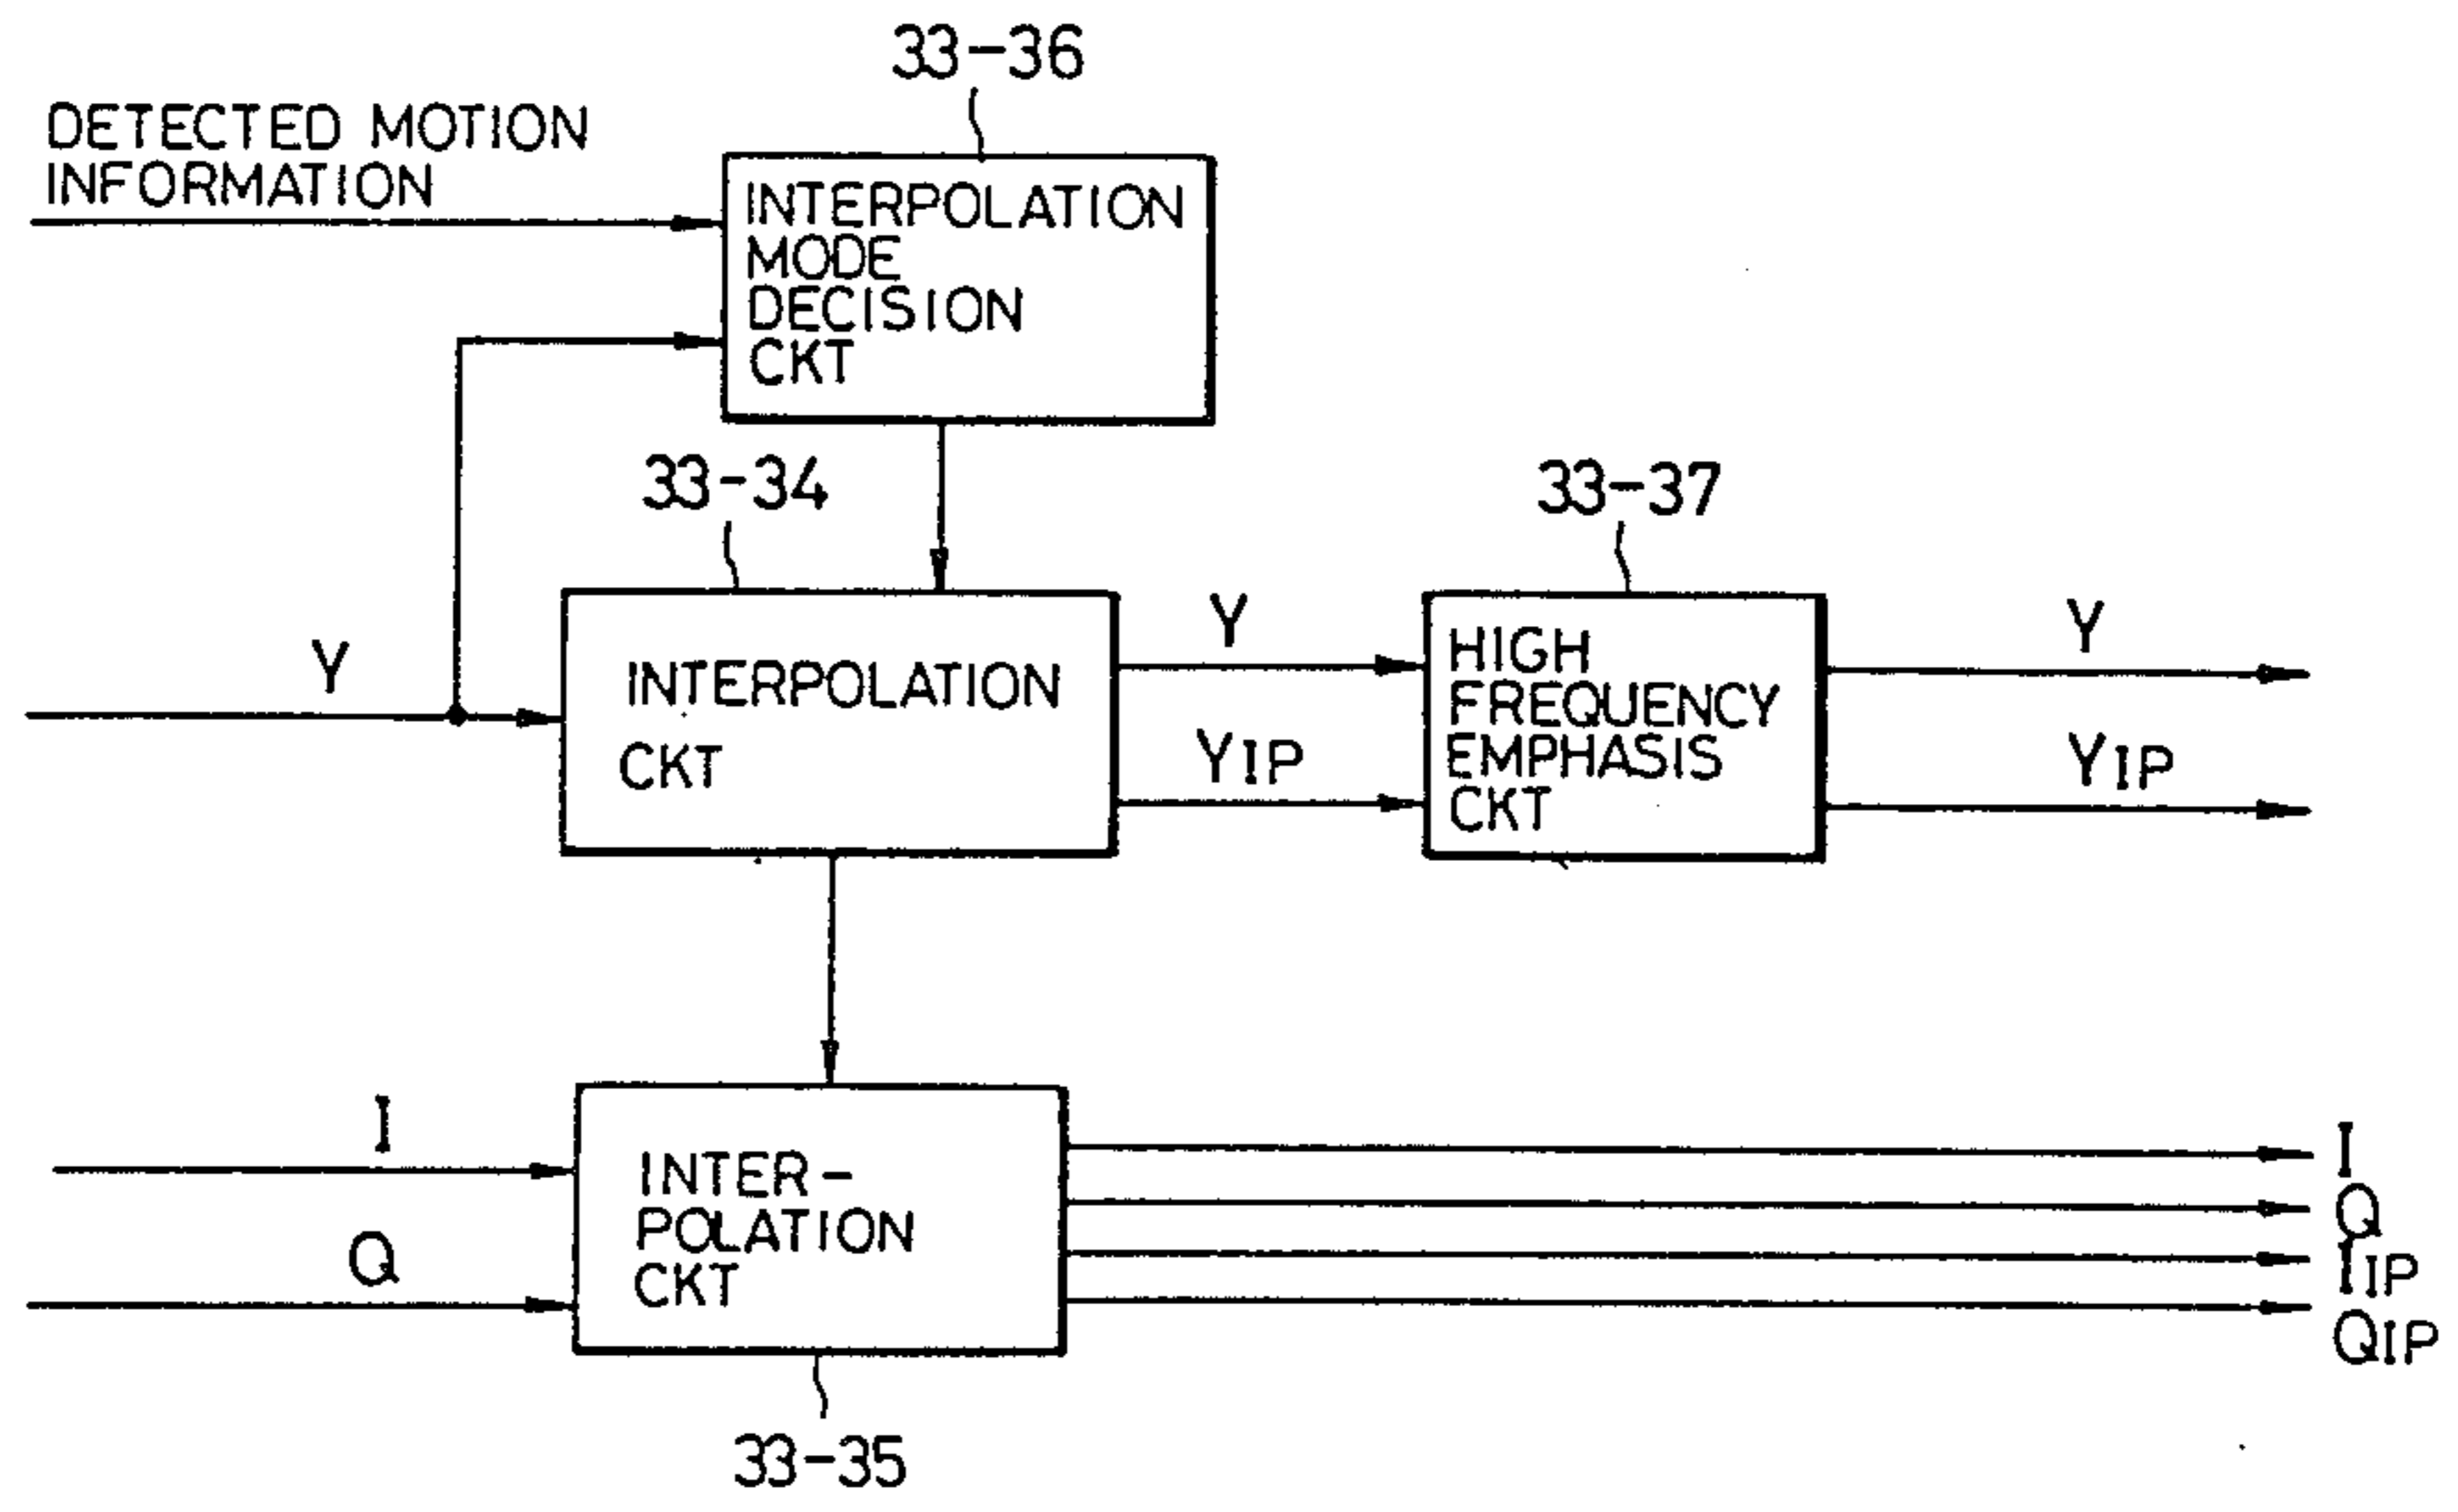 33-36
DETECTED MOTION
INFORMATION
INTERPOLATION
MODE
DECISION
CKT
33-34
33-37
Y
INTERPOLATION
CKT
Y
YIP
HIGH
FREQUENCY
EMPHASIS
CKT
Y
YIP
I
Q
INTER-
POLATION
CKT
I
Q
IIP
QIP
33-35